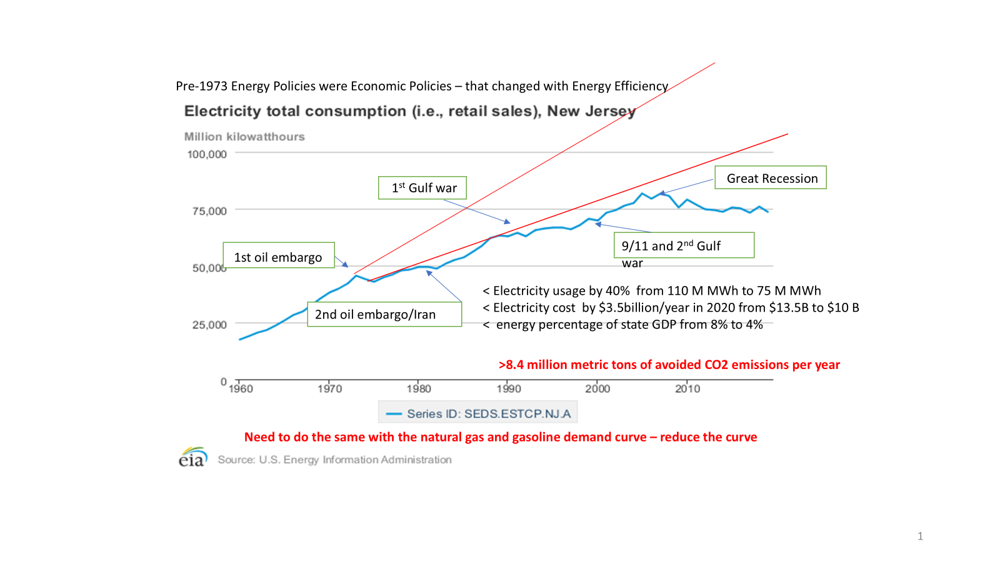 Pre-1973 Energy Policies were Economic Policies – that changed with Energy Efficiency
Electricity total consumption (i.e., retail sales), New Jersey
Million kilowatthours
100,000
75,000
50,000
25,000
0
1st Gulf war
Great Recession
1st oil embargo
9/11 and 2nd Gulf
war
2nd oil embargo/Iran
< Electricity usage by 40%  from 110 M MWh to 75 M MWh
< Electricity cost  by $3.5billion/year in 2020 from $13.5B to $10 B
<  energy percentage of state GDP from 8% to 4%
>8.4 million metric tons of avoided CO2 emissions per year
1960 1970 1980 1990 2000 2010
Series ID: SEDS.ESTCP.NJ.A
Need to do the same with the natural gas and gasoline demand curve – reduce the curve
eia Source: U.S. Energy Information Administration
1